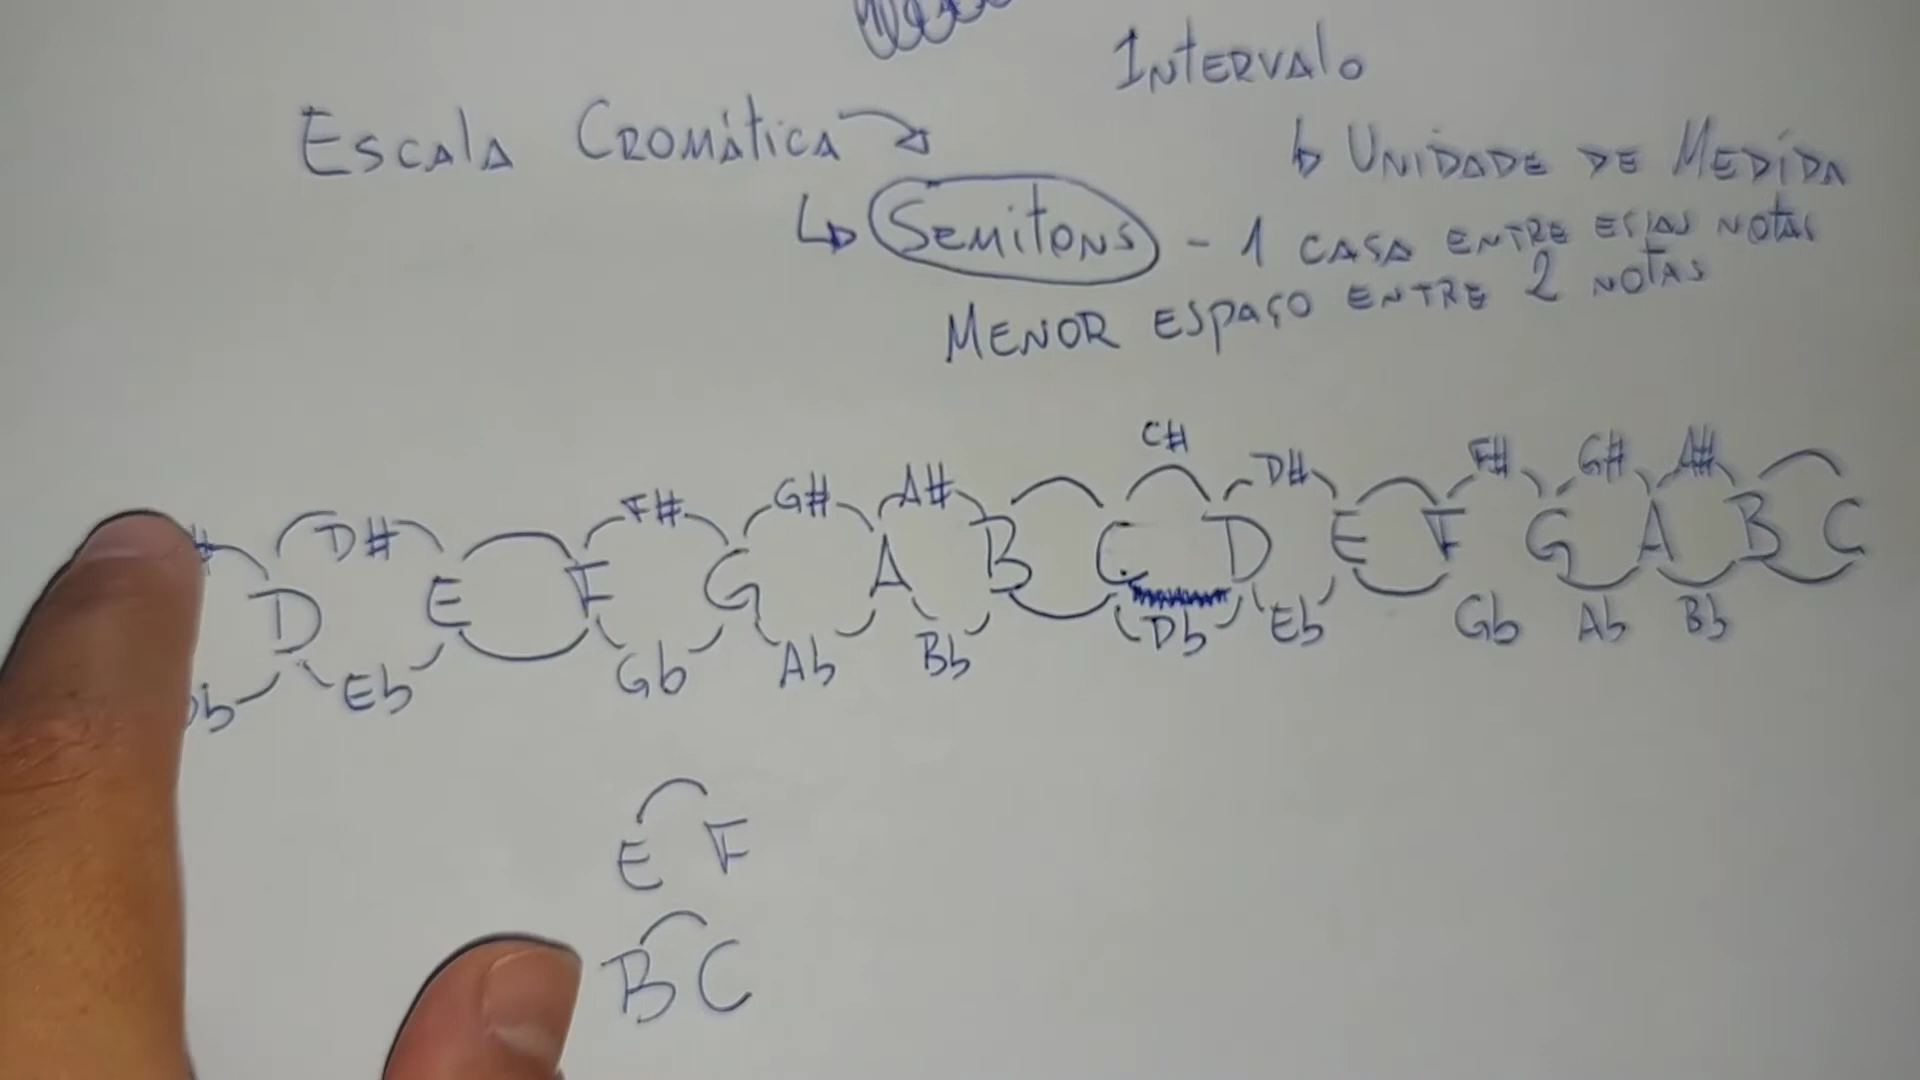 Intervalo
Escala Cromática
↳ Unidade de Medida
↳ Semitons - 1 casa entre essas notas
Menor espaço entre 2 notas
C#
# D# F# G# A# D# F# G# A#
D E F G A B C D E F G A B C
b Eb Gb Ab Bb Db Eb Gb Ab Bb
E F
B C